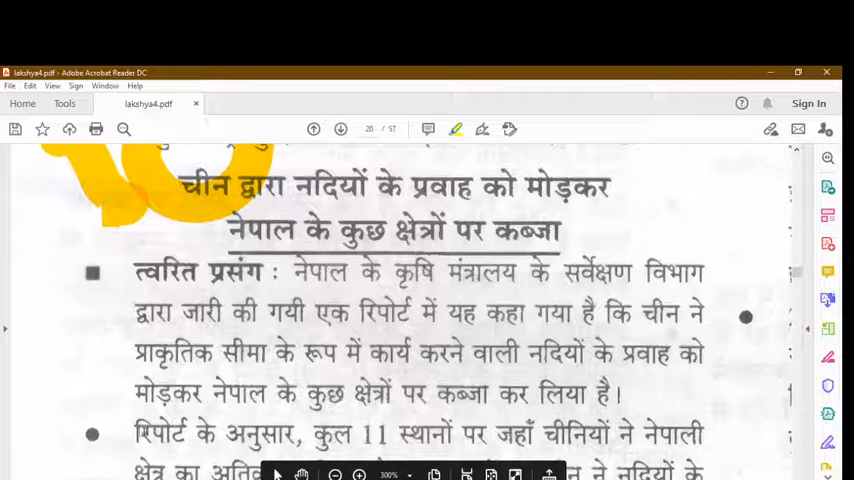 lakshya4.pdf - Adobe Acrobat Reader DC
File Edit View Sign Window Help
Home Tools lakshya4.pdf × Sign In
20 / 57
चीन द्वारा नदियों के प्रवाह को मोड़कर
नेपाल के कुछ क्षेत्रों पर कब्जा
त्वरित प्रसंग : नेपाल के कृषि मंत्रालय के सर्वेक्षण विभाग
द्वारा जारी की गयी एक रिपोर्ट में यह कहा गया है कि चीन ने
प्राकृतिक सीमा के रूप में कार्य करने वाली नदियों के प्रवाह को
मोड़कर नेपाल के कुछ क्षेत्रों पर कब्जा कर लिया है।
रिपोर्ट के अनुसार, कुल 11 स्थानों पर जहाँ चीनियों ने नेपाली
क्षेत्र का ने नदियों के
300%